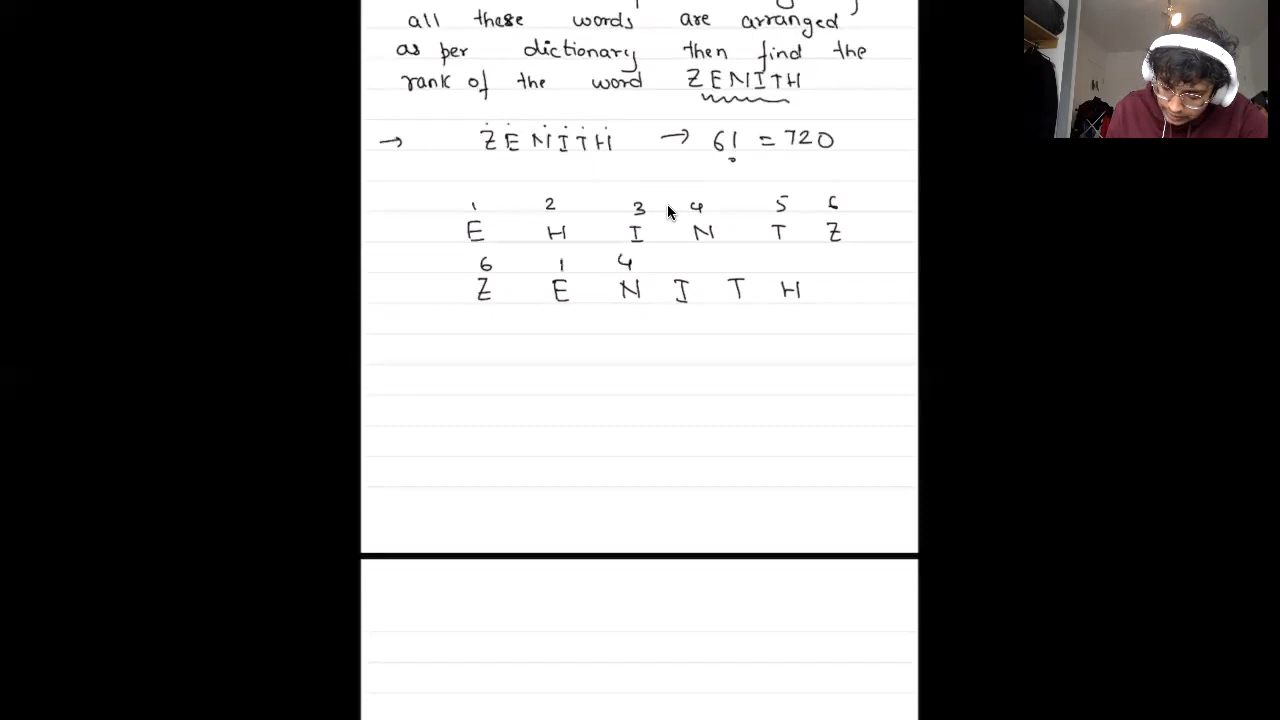 all these words are arranged
as per dictionary then find the
rank of the word ZENITH
→ ZENITH → 6! = 720
1 2 3 4 5 6
E H I N T Z
6 1 4
Z E N I T H